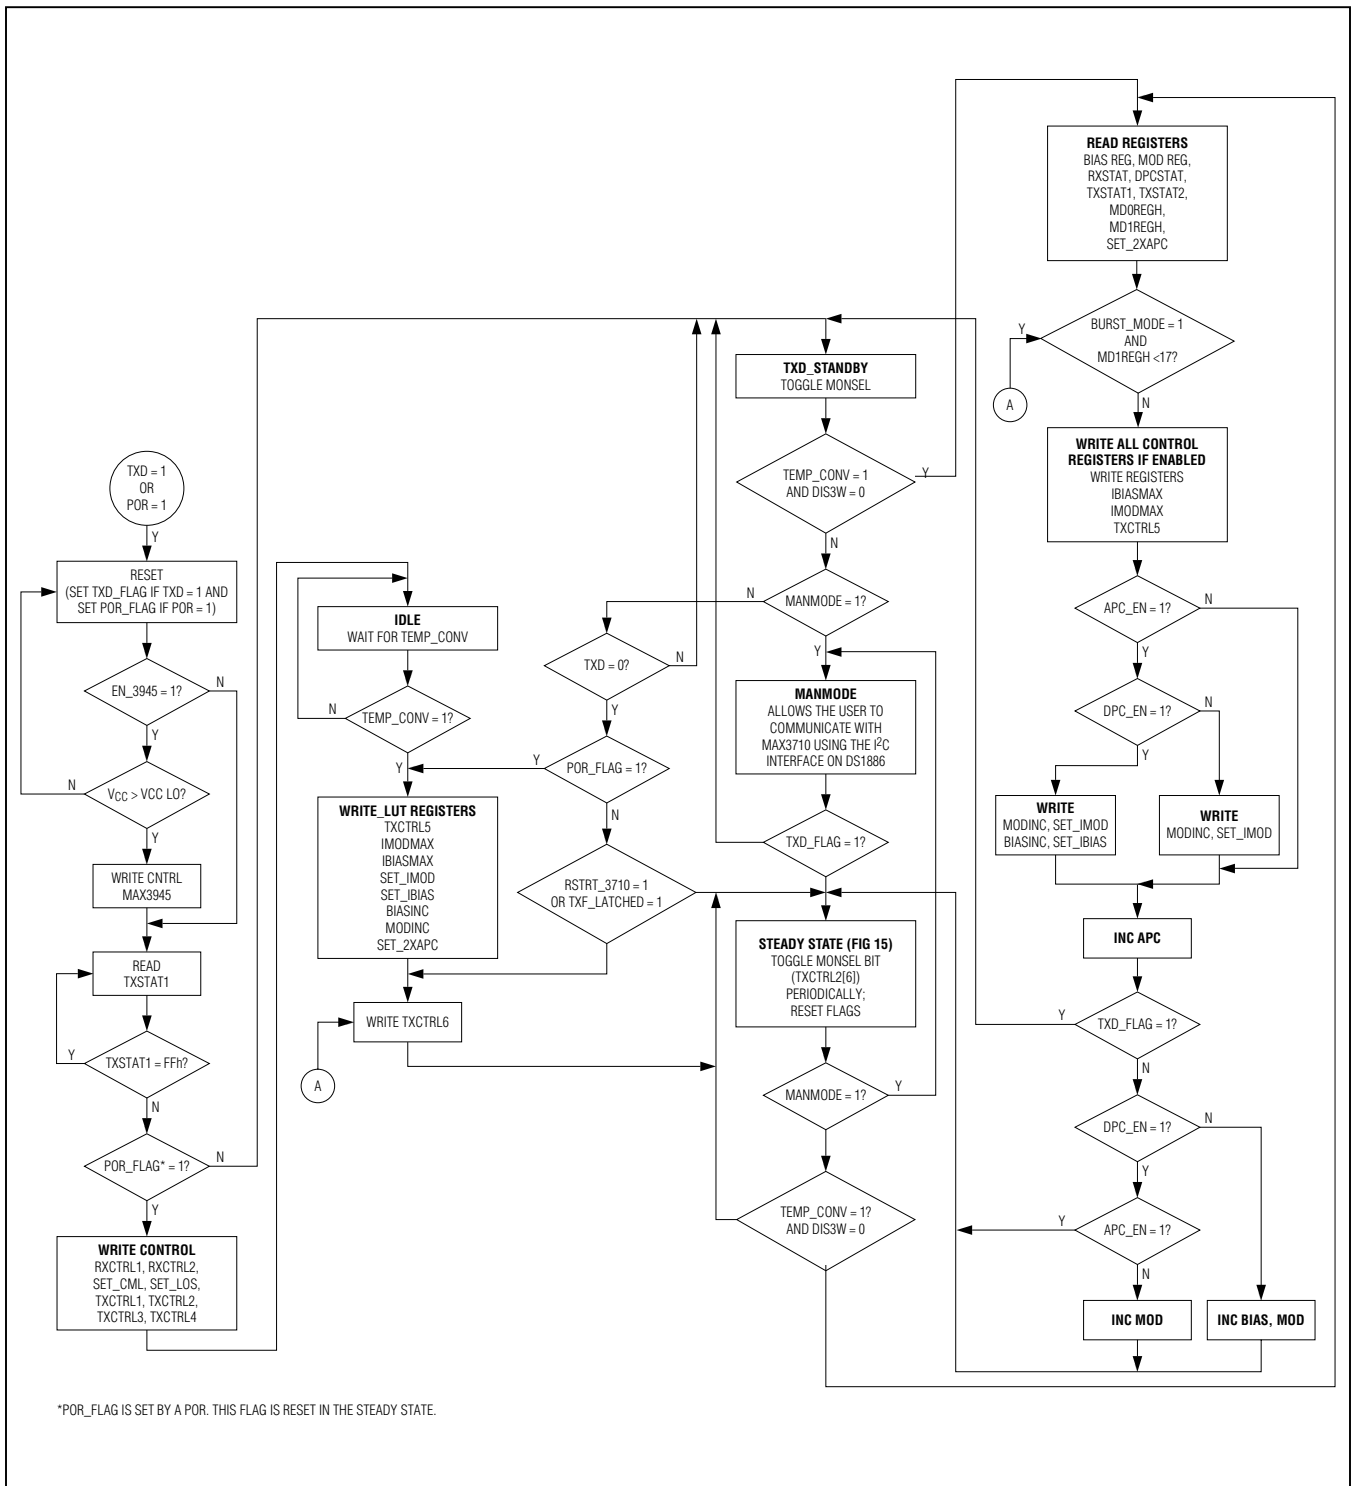 TXD = 1
OR
POR = 1
Y
RESET
(SET TXD_FLAG IF TXD = 1 AND
SET POR_FLAG IF POR = 1)
EN_3945 = 1?
N
Y
VCC > VCC LO?
N
Y
WRITE CNTRL
MAX3945
READ
TXSTAT1
TXSTAT1 = FFh?
Y
N
POR_FLAG* = 1?
N
Y
WRITE CONTROL
RXCTRL1, RXCTRL2,
SET_CML, SET_LOS,
TXCTRL1, TXCTRL2,
TXCTRL3, TXCTRL4
IDLE
WAIT FOR TEMP_CONV
TEMP_CONV = 1?
N
Y
WRITE_LUT REGISTERS
TXCTRL5
IMODMAX
IBIASMAX
SET_IMOD
SET_IBIAS
BIASINC
MODINC
SET_2XAPC
WRITE TXCTRL6
A
TXD = 0?
N
Y
POR_FLAG = 1?
Y
N
RSTRT_3710 = 1
OR TXF_LATCHED = 1
TXD_STANDBY
TOGGLE MONSEL
TEMP_CONV = 1
AND DIS3W = 0
Y
N
MANMODE = 1?
N
Y
MANMODE
ALLOWS THE USER TO
COMMUNICATE WITH
MAX3710 USING THE I2C
INTERFACE ON DS1886
TXD_FLAG = 1?
STEADY STATE (FIG 15)
TOGGLE MONSEL BIT
(TXCTRL2[6])
PERIODICALLY;
RESET FLAGS
MANMODE = 1?
Y
TEMP_CONV = 1?
AND DIS3W = 0
READ REGISTERS
BIAS REG, MOD REG,
RXSTAT, DPCSTAT,
TXSTAT1, TXSTAT2,
MD0REGH,
MD1REGH,
SET_2XAPC
BURST_MODE = 1
AND
MD1REGH <17?
Y
A
N
WRITE ALL CONTROL
REGISTERS IF ENABLED
WRITE REGISTERS
IBIASMAX
IMODMAX
TXCTRL5
APC_EN = 1?
N
Y
DPC_EN = 1?
N
Y
WRITE
MODINC, SET_IMOD
BIASINC, SET_IBIAS
WRITE
MODINC, SET_IMOD
INC APC
TXD_FLAG = 1?
Y
N
DPC_EN = 1?
N
Y
APC_EN = 1?
Y
N
INC MOD
INC BIAS, MOD
*POR_FLAG IS SET BY A POR. THIS FLAG IS RESET IN THE STEADY STATE.